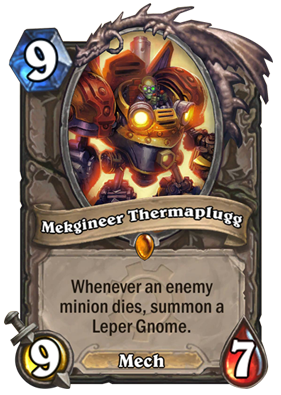 9
Mekgineer Thermaplugg
Whenever an enemy
minion dies, summon a
Leper Gnome.
9
Mech
7